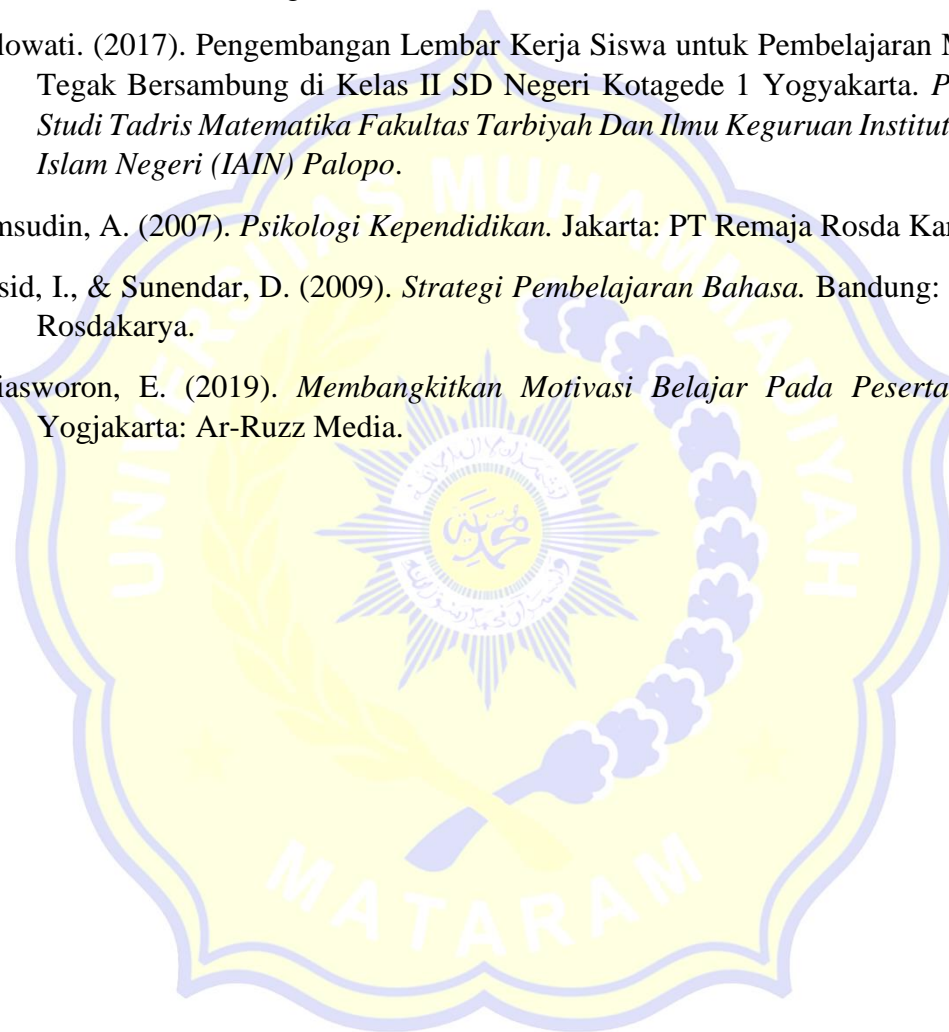 lowati. (2017). Pengembangan Lembar Kerja Siswa untuk Pembelajaran M
Tegak Bersambung di Kelas II SD Negeri Kotagede 1 Yogyakarta. P
Studi Tadris Matematika Fakultas Tarbiyah Dan Ilmu Keguruan Institut
Islam Negeri (IAIN) Palopo.
msudin, A. (2007). Psikologi Kependidikan. Jakarta: PT Remaja Rosda Kar
sid, I., & Sunendar, D. (2009). Strategi Pembelajaran Bahasa. Bandung:
Rosdakarya.
iasworon, E. (2019). Membangkitkan Motivasi Belajar Pada Peserta
Yogjakarta: Ar-Ruzz Media.
UNIVERSITAS MUHAMMADIYAH
MATARAM